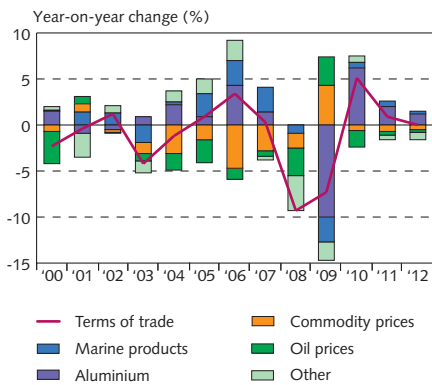 Year-on-year change (%)
10
5
0
-5
-10
-15
'00 '01 '02 '03 '04 '05 '06 '07 '08 '09 '10 '11 '12
Terms of trade
Commodity prices
Marine products
Oil prices
Aluminium
Other